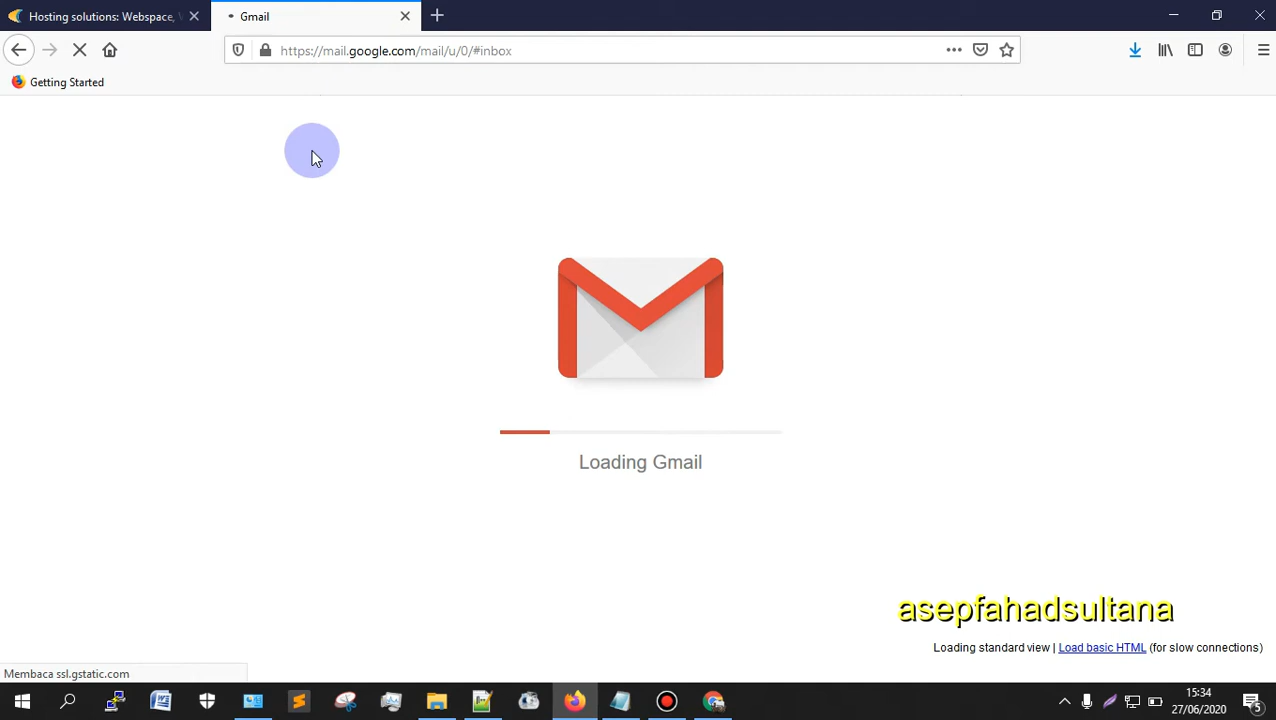 Hosting solutions: Webspace,
Gmail
https://mail.google.com/mail/u/0/#inbox
Getting Started
Loading Gmail
asepfahadsultana
Loading standard view | Load basic HTML (for slow connections)
Membaca ssl.gstatic.com
15:34
27/06/2020
5